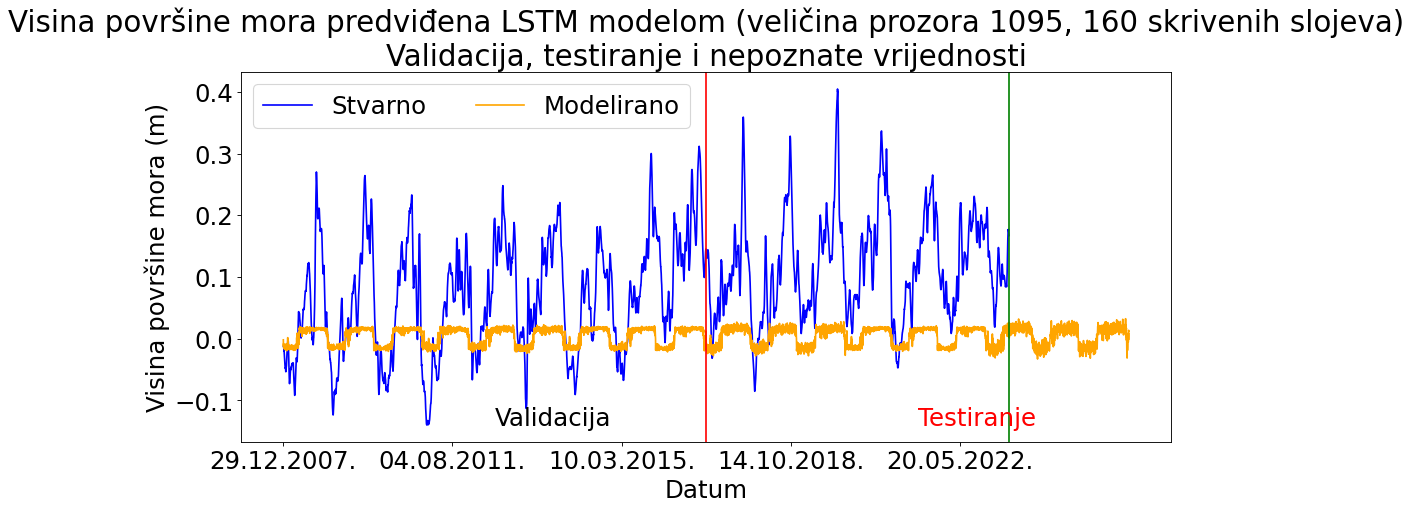 Visina površine mora predviđena LSTM modelom (veličina prozora 1095, 160 skrivenih slojeva)
Validacija, testiranje i nepoznate vrijednosti
Stvarno
Modelirano
Visina površine mora (m)
0.4
0.3
0.2
0.1
0.0
−0.1
Validacija
Testiranje
29.12.2007.
04.08.2011.
10.03.2015.
14.10.2018.
20.05.2022.
Datum